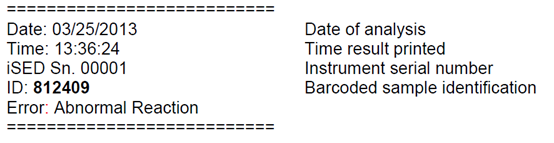 ===========================
Date: 03/25/2013 Date of analysis
Time: 13:36:24 Time result printed
iSED Sn. 00001 Instrument serial number
ID: 812409 Barcoded sample identification
Error: Abnormal Reaction
===========================